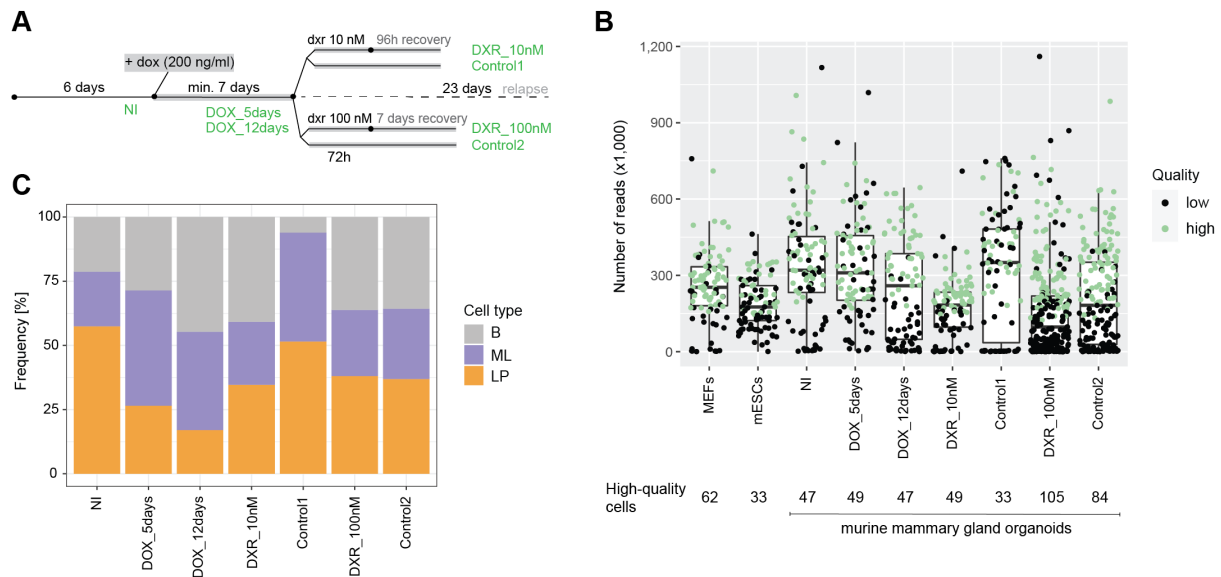 A
+ dox (200 ng/ml)
6 days
NI
min. 7 days
DOX_5days
DOX_12days
dxr 10 nM 96h recovery
DXR_10nM
Control1
23 days relapse
dxr 100 nM 7 days recovery
DXR_100nM
Control2
72h
B
Number of reads (x1,000)
1,200
900
600
300
0
MEFs
mESCs
NI
DOX_5days
DOX_12days
DXR_10nM
Control1
DXR_100nM
Control2
Quality
low
high
High-quality
cells
62 33 47 49 47 49 33 105 84
murine mammary gland organoids
C
Frequency [%]
100
75
50
25
0
NI
DOX_5days
DOX_12days
DXR_10nM
Control1
DXR_100nM
Control2
Cell type
B
ML
LP